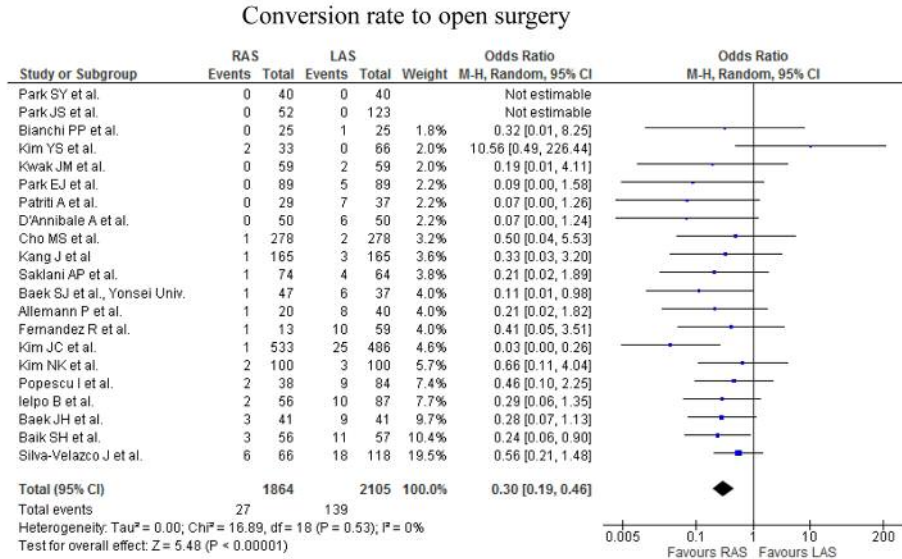 Conversion rate to open surgery
RAS LAS Odds Ratio Odds Ratio
Study or Subgroup Events Total Events Total Weight M-H, Random, 95% CI M-H, Random, 95% CI
Park SY et al. 0 40 0 40 Not estimable
Park JS et al. 0 52 0 123 Not estimable
Bianchi PP et al. 0 25 1 25 1.8% 0.32 [0.01, 8.25]
Kim YS et al. 2 33 0 66 2.0% 10.56 [0.49, 226.44]
Kwak JM et al. 0 59 2 59 2.0% 0.19 [0.01, 4.11]
Park EJ et al. 0 89 5 89 2.2% 0.09 [0.00, 1.58]
Patriti A et al. 0 29 7 37 2.2% 0.07 [0.00, 1.26]
D'Annibale A et al. 0 50 6 50 2.2% 0.07 [0.00, 1.24]
Cho MS et al. 1 278 2 278 3.2% 0.50 [0.04, 5.53]
Kang J et al 1 165 3 165 3.6% 0.33 [0.03, 3.20]
Saklani AP et al. 1 74 4 64 3.8% 0.21 [0.02, 1.89]
Baek SJ et al., Yonsei Univ. 1 47 6 37 4.0% 0.11 [0.01, 0.98]
Allemann P et al. 1 20 8 40 4.0% 0.21 [0.02, 1.82]
Fernandez R et al. 1 13 10 59 4.0% 0.41 [0.05, 3.51]
Kim JC et al. 1 533 25 486 4.6% 0.03 [0.00, 0.26]
Kim NK et al. 2 100 3 100 5.7% 0.66 [0.11, 4.04]
Popescu I et al. 2 38 9 84 7.4% 0.46 [0.10, 2.25]
Ielpo B et al. 2 56 10 87 7.9% 0.29 [0.06, 1.35]
Baek JH et al. 3 41 9 41 9.7% 0.28 [0.07, 1.13]
Baik SH et al. 3 56 11 57 10.4% 0.24 [0.06, 0.90]
Silva-Velazco J et al. 6 66 18 118 19.5% 0.56 [0.21, 1.48]
Total (95% CI) 1864 2105 100.0% 0.30 [0.19, 0.46]
Total events 27 139
Heterogeneity: Tau² = 0.00; Chi² = 16.89, df = 18 (P = 0.53); I² = 0%
Test for overall effect: Z = 5.48 (P < 0.00001)
0.005 0.1 1 10 200
Favours RAS Favours LAS